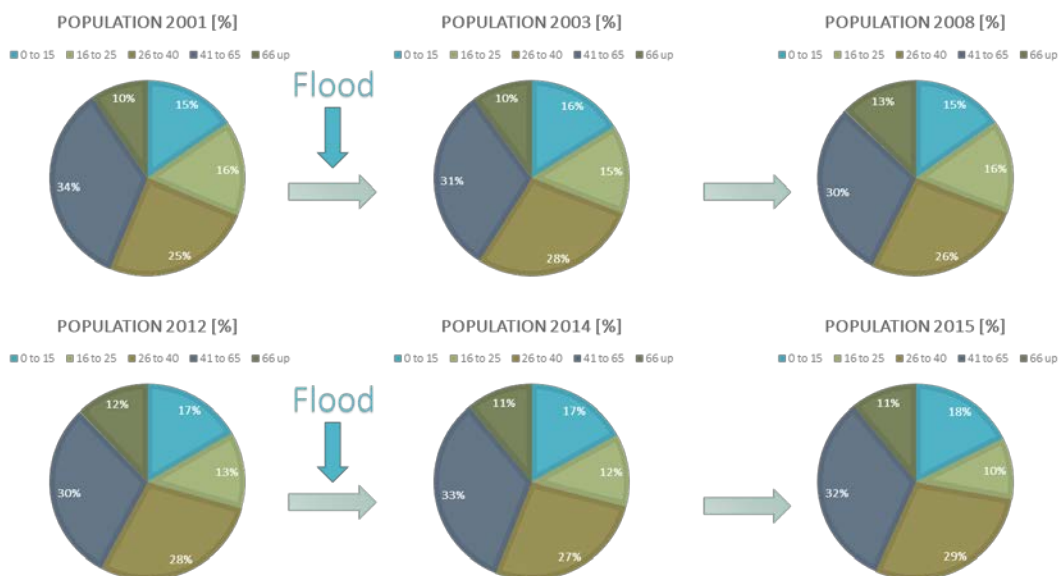 POPULATION 2001 [%]
0 to 15 16 to 25 26 to 40 41 to 65 66 up
15%
16%
25%
34%
10%
Flood
POPULATION 2003 [%]
0 to 15 16 to 25 26 to 40 41 to 65 66 up
16%
15%
28%
31%
10%
POPULATION 2008 [%]
0 to 15 16 to 25 26 to 40 41 to 65 66 up
15%
16%
26%
30%
13%
POPULATION 2012 [%]
0 to 15 16 to 25 26 to 40 41 to 65 66 up
17%
13%
28%
30%
12%
Flood
POPULATION 2014 [%]
0 to 15 16 to 25 26 to 40 41 to 65 66 up
17%
12%
27%
33%
11%
POPULATION 2015 [%]
0 to 15 16 to 25 26 to 40 41 to 65 66 up
18%
10%
29%
32%
11%